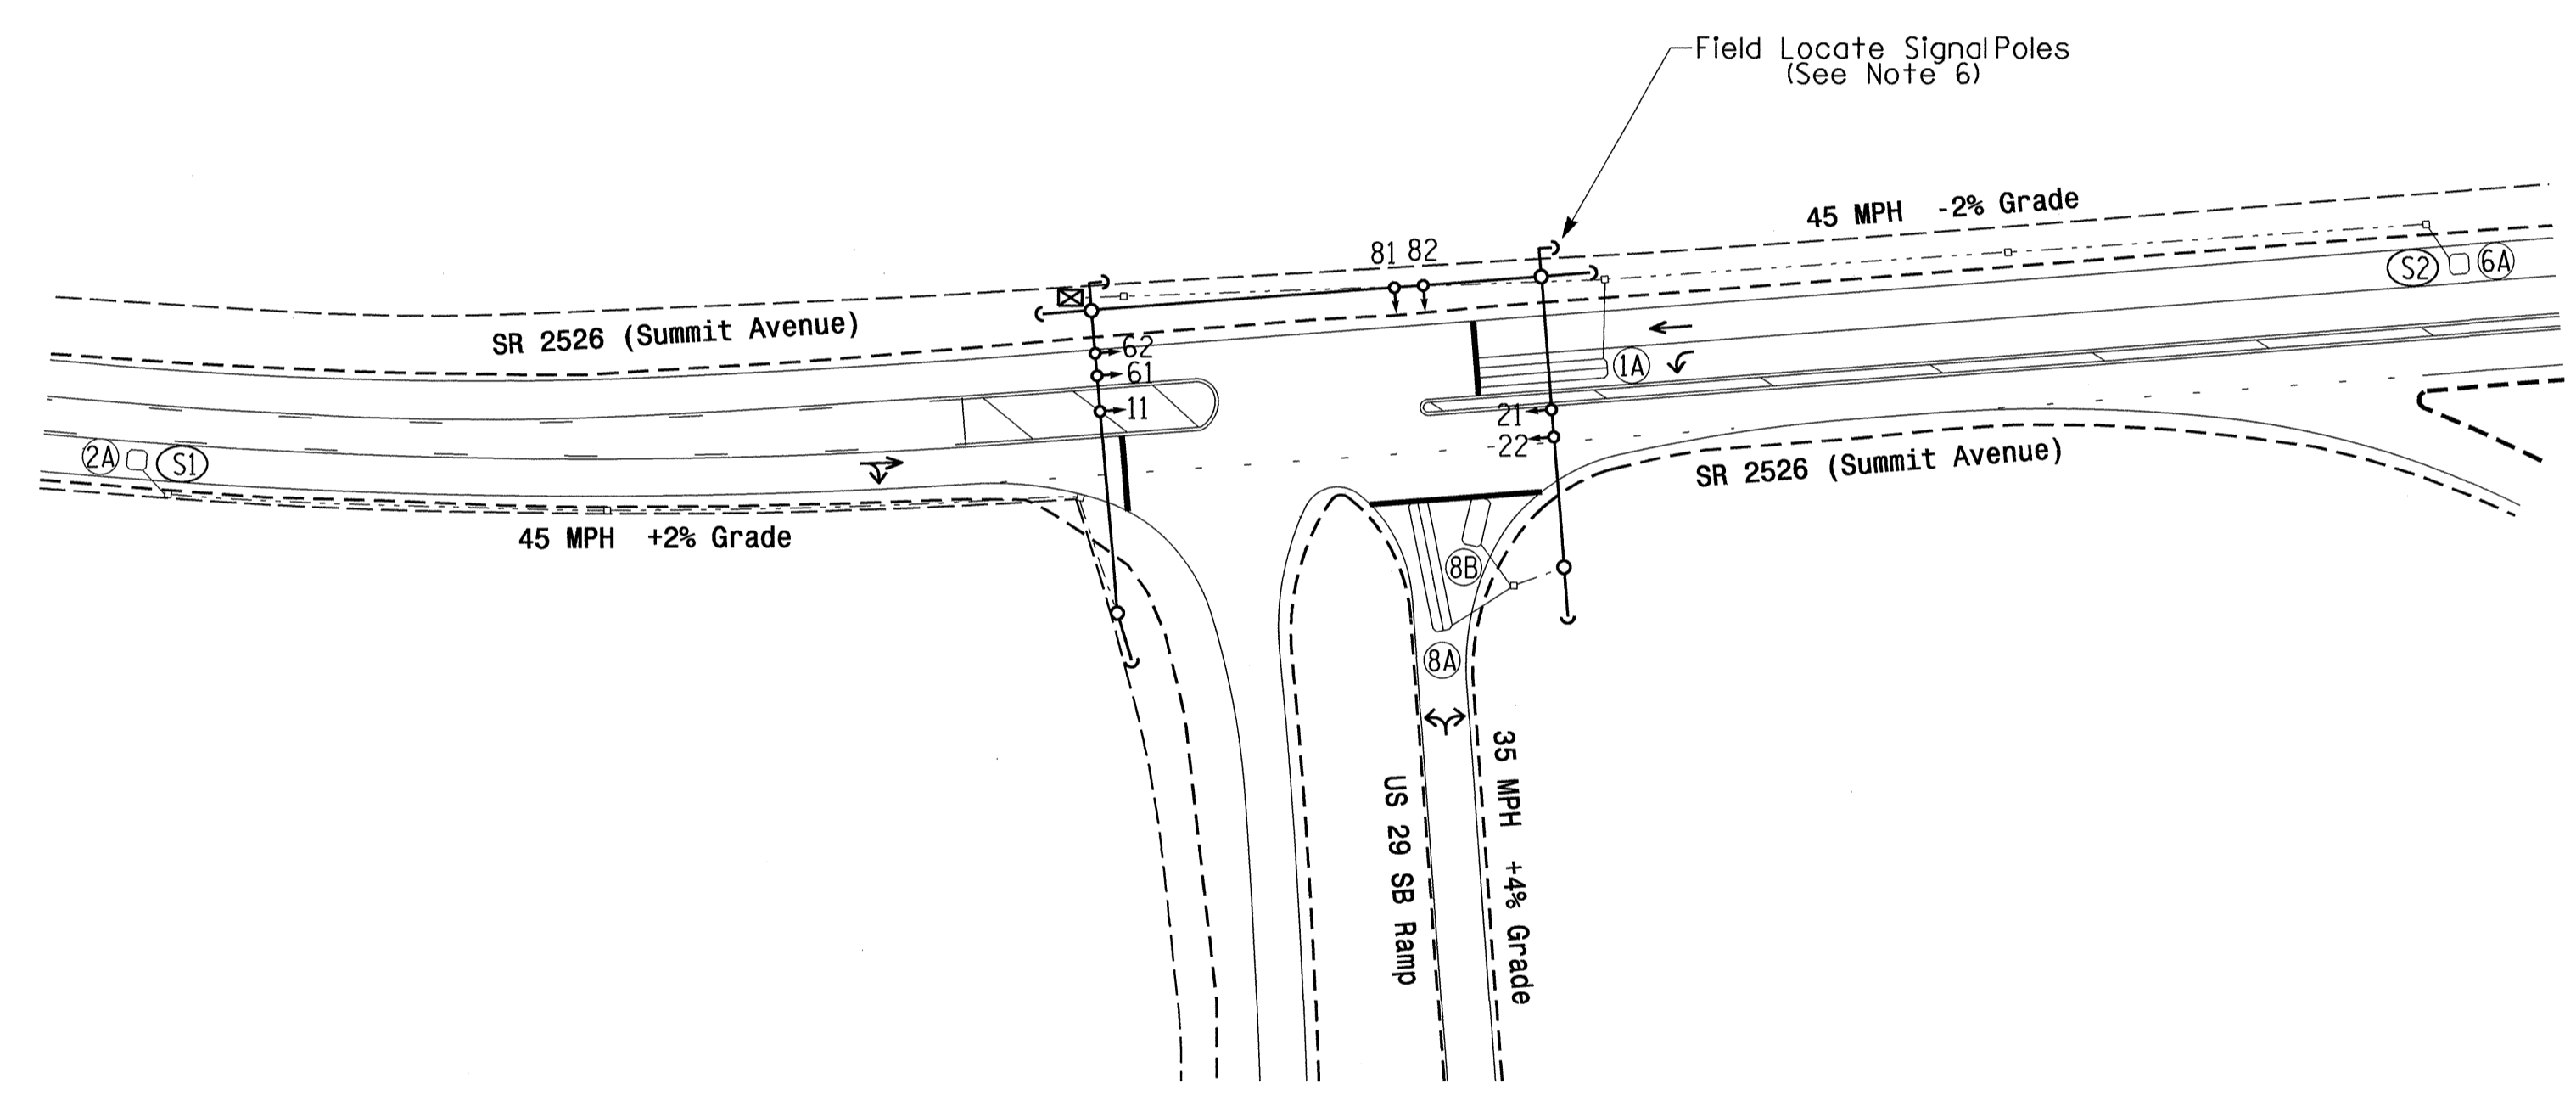 Field Locate Signal Poles
(See Note 6)
45 MPH -2% Grade
81 82
S2
6A
SR 2526 (Summit Avenue)
62
61
11
1A
21
22
2A
S1
SR 2526 (Summit Avenue)
45 MPH +2% Grade
8B
8A
35 MPH +4% Grade
US 29 SB Ramp